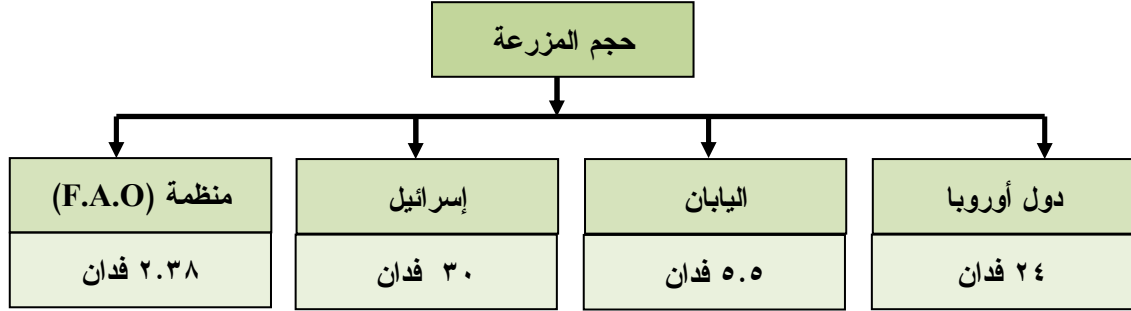 حجم المزرعة
دول أوروبا
٢٤ فدان
اليابان
٥.٥ فدان
إسرائيل
٣٠ فدان
منظمة (F.A.O)
٢.٣٨ فدان